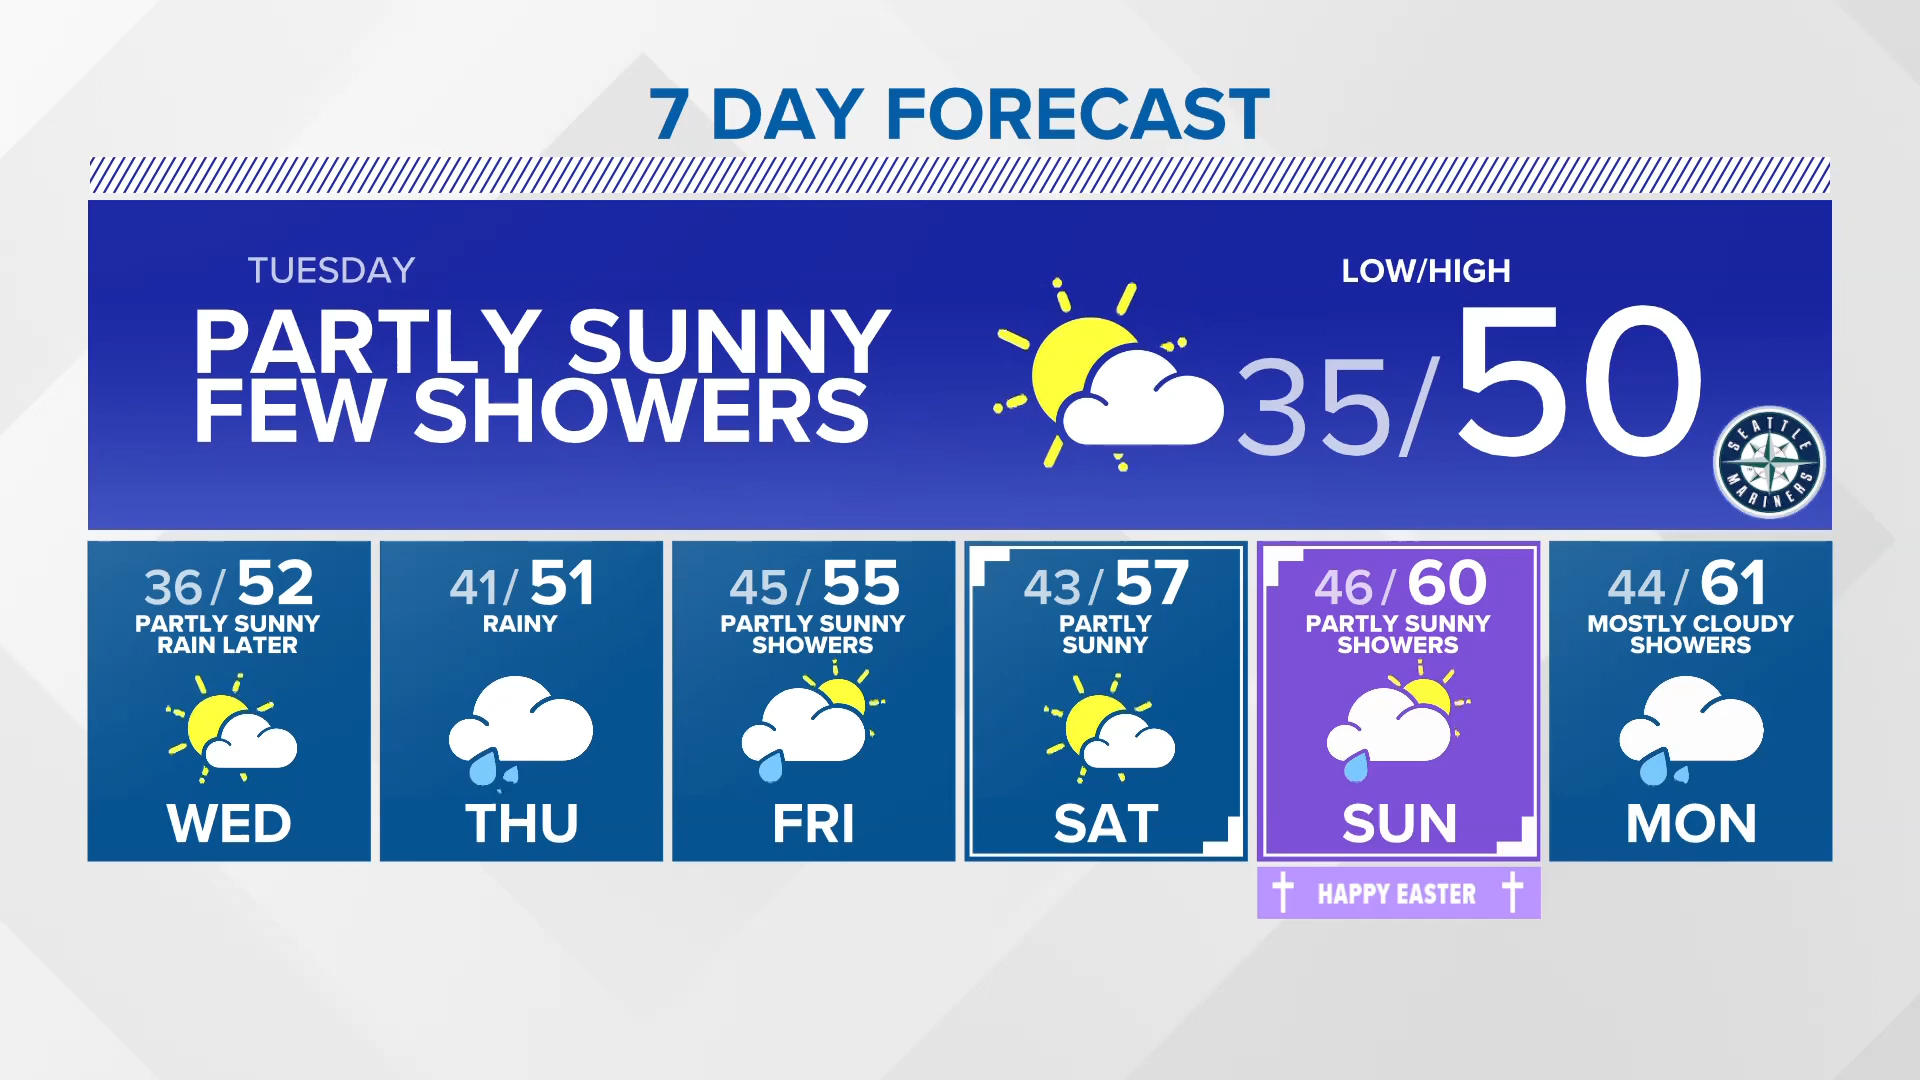 7 DAY FORECAST
TUESDAY
PARTLY SUNNY
FEW SHOWERS
LOW/HIGH
35/50
SEATTLE
MARINERS
36/52
PARTLY SUNNY
RAIN LATER
WED
41/51
RAINY
THU
45/55
PARTLY SUNNY
SHOWERS
FRI
43/57
PARTLY
SUNNY
SAT
46/60
PARTLY SUNNY
SHOWERS
SUN
HAPPY EASTER
44/61
MOSTLY CLOUDY
SHOWERS
MON